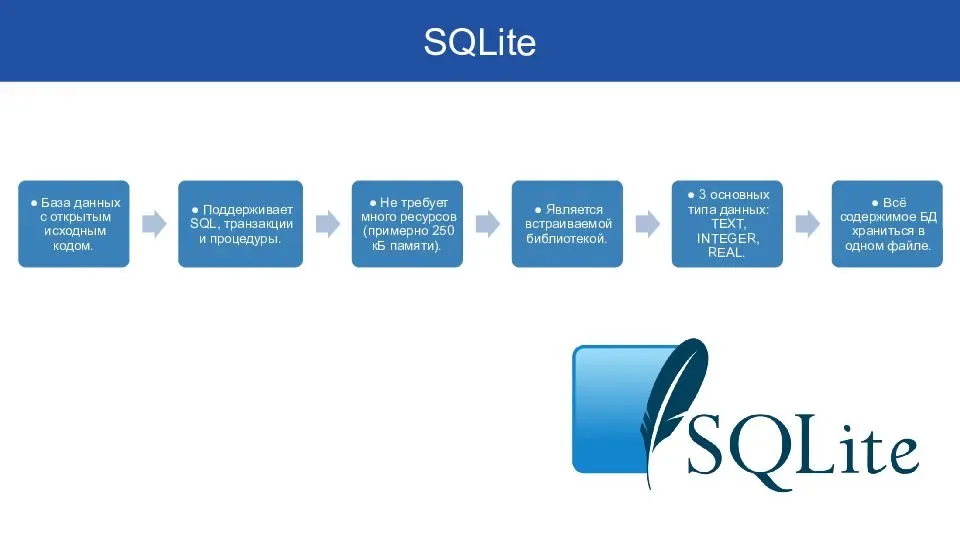 SQLite
● База данных
с открытым
исходным
кодом.
● Поддерживает
SQL, транзакции
и процедуры.
● Не требует
много ресурсов
(примерно 250
кБ памяти).
● Является
встраиваемой
библиотекой.
● 3 основных
типа данных:
TEXT,
INTEGER,
REAL.
● Всё
содержимое БД
храниться в
одном файле.
SQLite